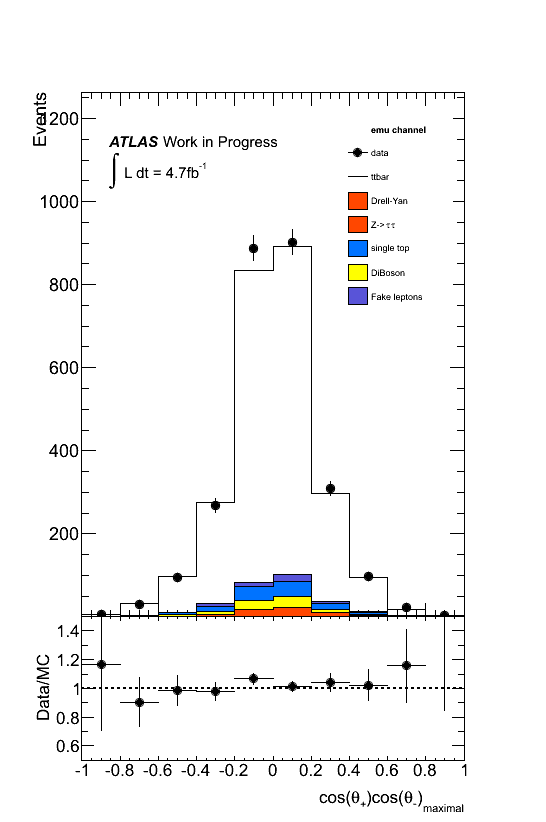 Events
1200
1000
800
600
400
200
ATLAS Work in Progress
∫ L dt = 4.7fb⁻¹
emu channel
data
ttbar
Drell-Yan
Z->ττ
single top
DiBoson
Fake leptons
Data/MC
1.4
1.2
1
0.8
0.6
-1 -0.8 -0.6 -0.4 -0.2 0 0.2 0.4 0.6 0.8 1
cos(θ₊)cos(θ₋)maximal